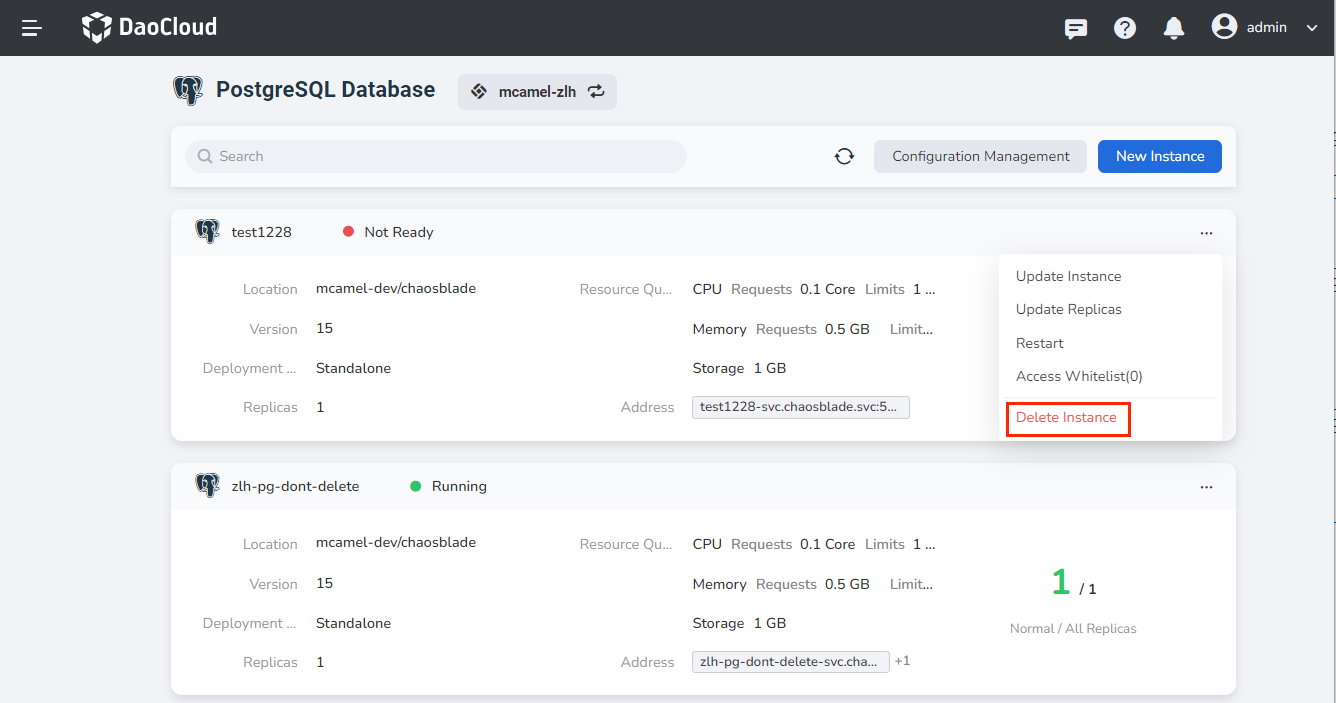 DaoCloud
admin
PostgreSQL Database
mcamel-zlh
Search
Configuration Management
New Instance
test1228
Not Ready
...
Location
mcamel-dev/chaosblade
Resource Qu...
CPU Requests 0.1 Core Limits 1 ...
Version
15
Memory Requests 0.5 GB Limit...
Deployment ...
Standalone
Storage 1 GB
Replicas
1
Address
test1228-svc.chaosblade.svc:5...
Update Instance
Update Replicas
Restart
Access Whitelist(0)
Delete Instance
zlh-pg-dont-delete
Running
...
Location
mcamel-dev/chaosblade
Resource Qu...
CPU Requests 0.1 Core Limits 1 ...
Version
15
Memory Requests 0.5 GB Limit...
Deployment ...
Standalone
Storage 1 GB
Replicas
1
Address
zlh-pg-dont-delete-svc.cha...
+1
1 / 1
Normal / All Replicas